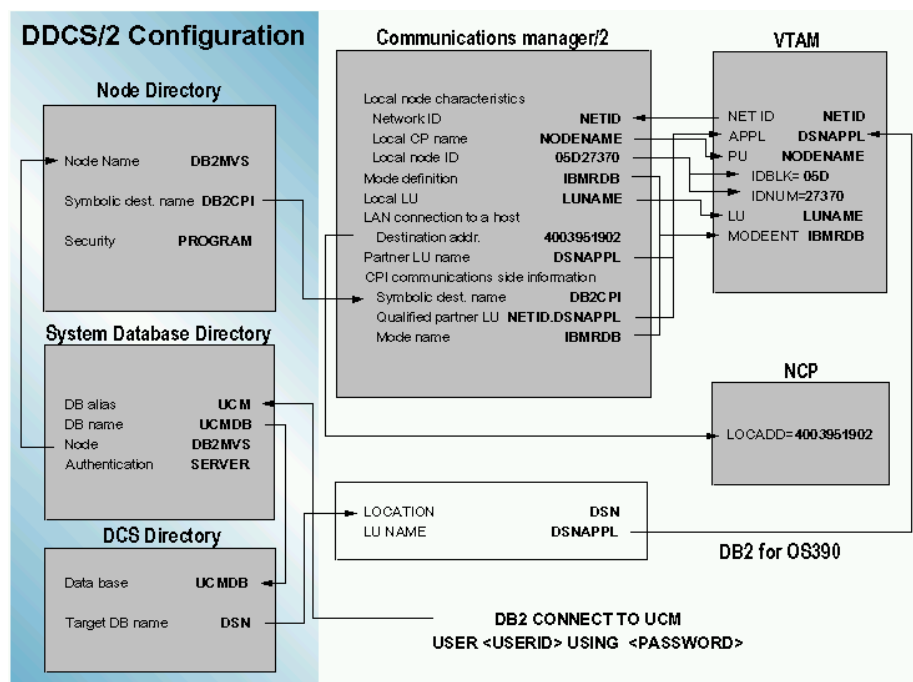 DDCS/2 Configuration
Node Directory
Node Name DB2MVS
Symbolic dest. name DB2CPI
Security PROGRAM
System Database Directory
DB alias UCM
DB name UCMDB
Node DB2MVS
Authentication SERVER
DCS Directory
Data base UCMDB
Target DB name DSN
Communications manager/2
Local node characteristics
Network ID NETID
Local CP name NODENAME
Local node ID 05D27370
Mode definition IBMRDB
Local LU LUNAME
LAN connection to a host
Destination addr. 4003951902
Partner LU name DSNAPPL
CPI communications side information
Symbolic dest. name DB2CPI
Qualified partner LU NETID.DSNAPPL
Mode name IBMRDB
VTAM
NET ID NETID
APPL DSNAPPL
PU NODENAME
IDBLK= 05D
IDNUM=27370
LU LUNAME
MODEENT IBMRDB
NCP
LOCADD=4003951902
LOCATION DSN
LU NAME DSNAPPL
DB2 for OS390
DB2 CONNECT TO UCM
USER <USERID> USING <PASSWORD>